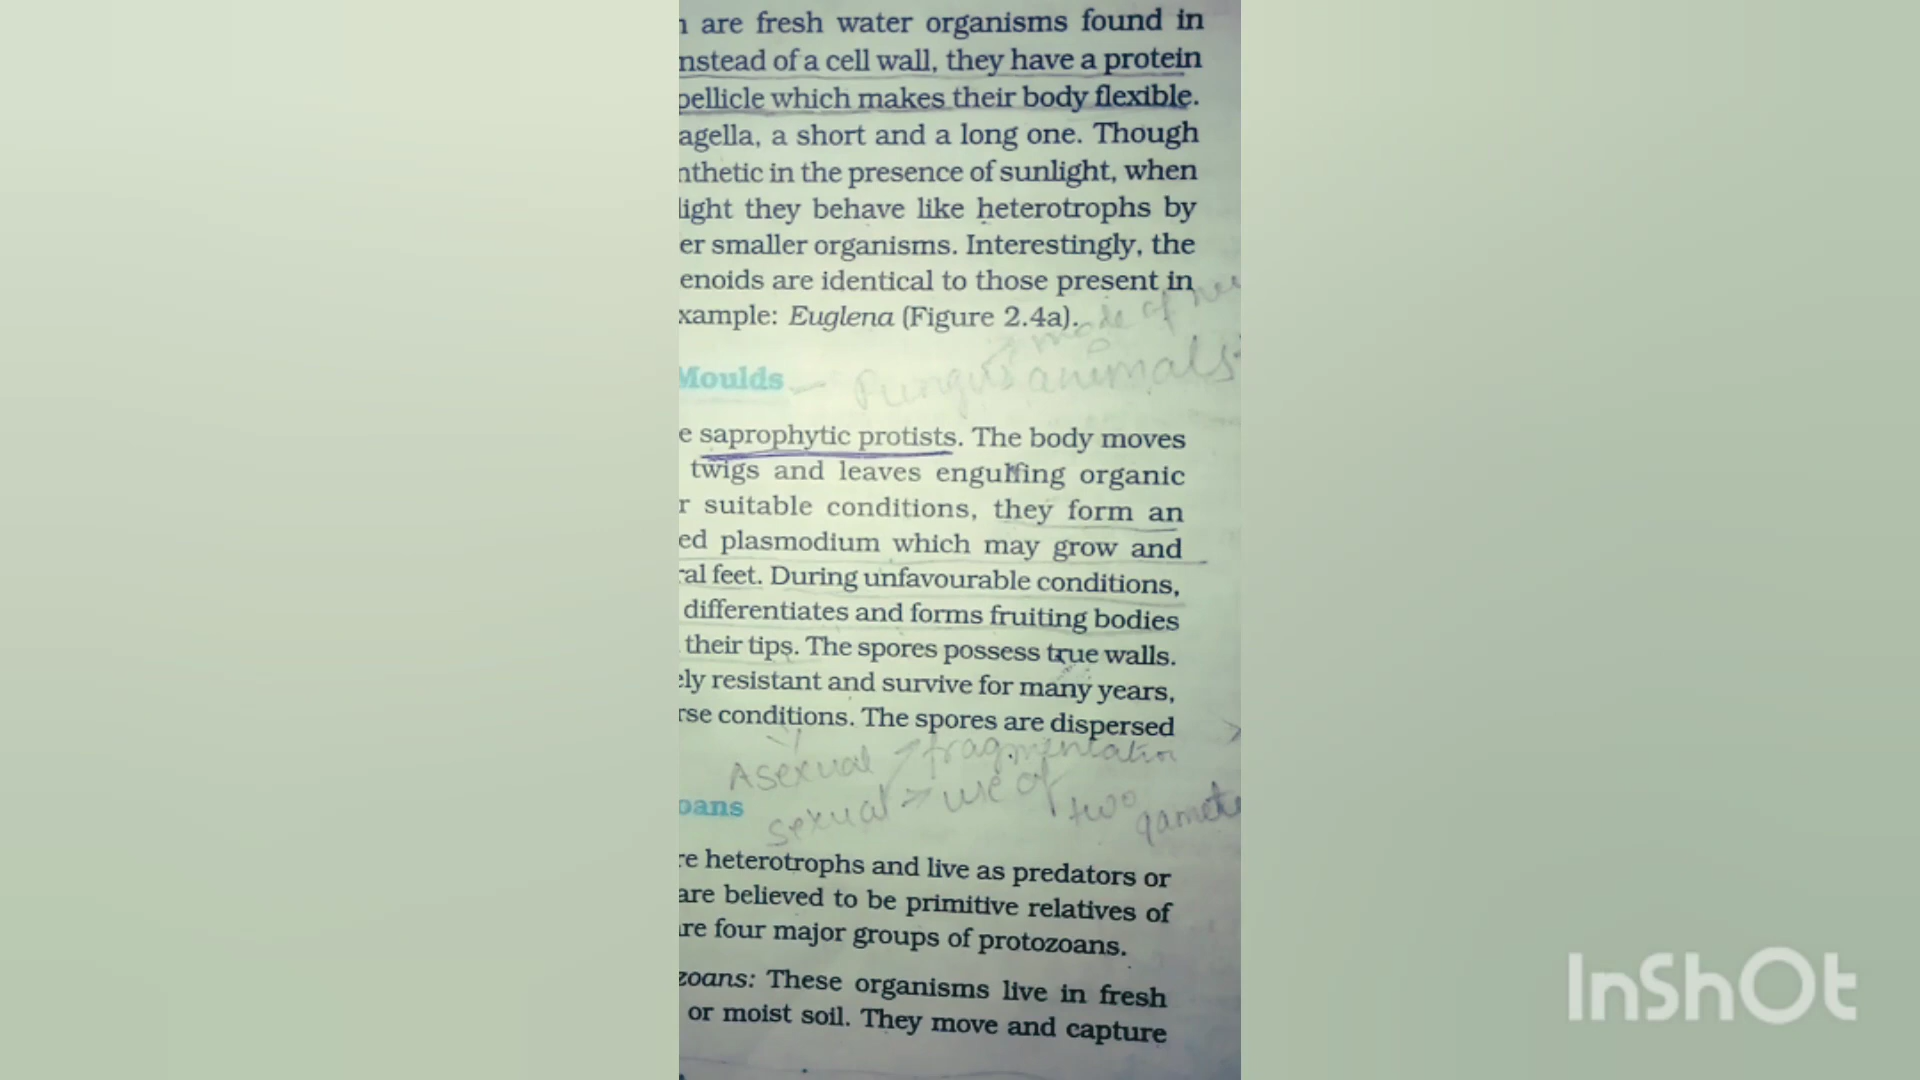 are fresh water organisms found in
nstead of a cell wall, they have a protein
pellicle which makes their body flexible.
agella, a short and a long one. Though
nthetic in the presence of sunlight, when
light they behave like heterotrophs by
er smaller organisms. Interestingly, the
enoids are identical to those present in
xample: Euglena (Figure 2.4a).
mode of
Moulds - Fungus animals
e saprophytic protists. The body moves
twigs and leaves engulfing organic
r suitable conditions, they form an
ed plasmodium which may grow and
ral feet. During unfavourable conditions,
differentiates and forms fruiting bodies
their tips. The spores possess true walls.
ely resistant and survive for many years,
rse conditions. The spores are dispersed
Asexual → fragmentation
sexual → use of two gamete
oans
re heterotrophs and live as predators or
are believed to be primitive relatives of
re four major groups of protozoans.
zoans: These organisms live in fresh
or moist soil. They move and capture
InShOt